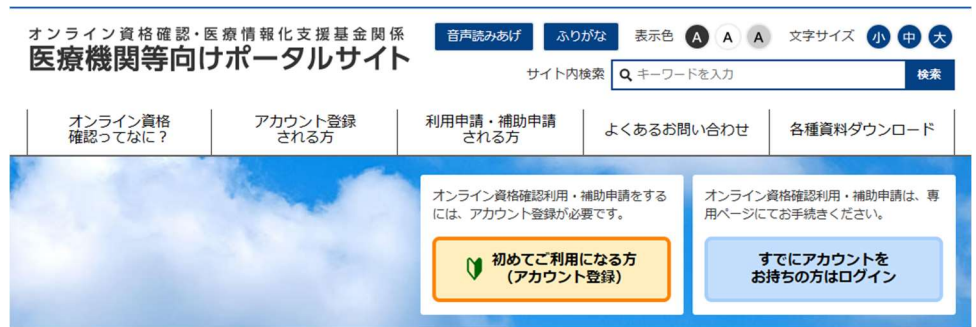 オンライン資格確認・医療情報化支援基金関係
医療機関等向けポータルサイト
音声読みあげ
ふりがな
表示色 A A A
文字サイズ 小 中 大
サイト内検索
キーワードを入力
検索
オンライン資格
確認ってなに？
アカウント登録
される方
利用申請・補助申請
される方
よくあるお問い合わせ
各種資料ダウンロード
オンライン資格確認利用・補助申請をする
には、アカウント登録が必要です。
初めてご利用になる方
（アカウント登録）
オンライン資格確認利用・補助申請は、専
用ページにてお手続きください。
すでにアカウントを
お持ちの方はログイン